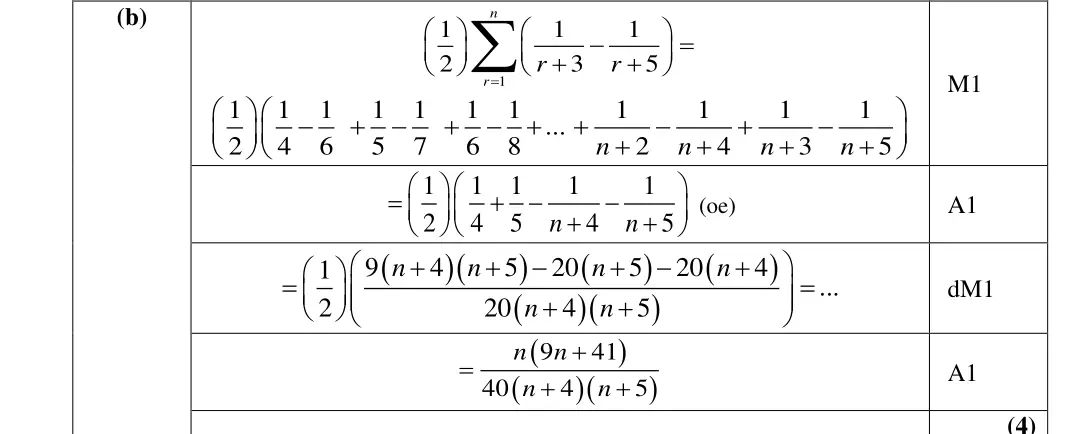 (b)
(1/2) ∑_{r=1}^{n} (1/(r+3) − 1/(r+5)) =
(1/2)(1/4 − 1/6 + 1/5 − 1/7 + 1/6 − 1/8 + ... + 1/(n+2) − 1/(n+4) + 1/(n+3) − 1/(n+5))
M1
= (1/2)(1/4 + 1/5 − 1/(n+4) − 1/(n+5)) (oe)
A1
= (1/2)((9(n+4)(n+5) − 20(n+5) − 20(n+4))/(20(n+4)(n+5))) = ...
dM1
= n(9n+41)/(40(n+4)(n+5))
A1
(4)